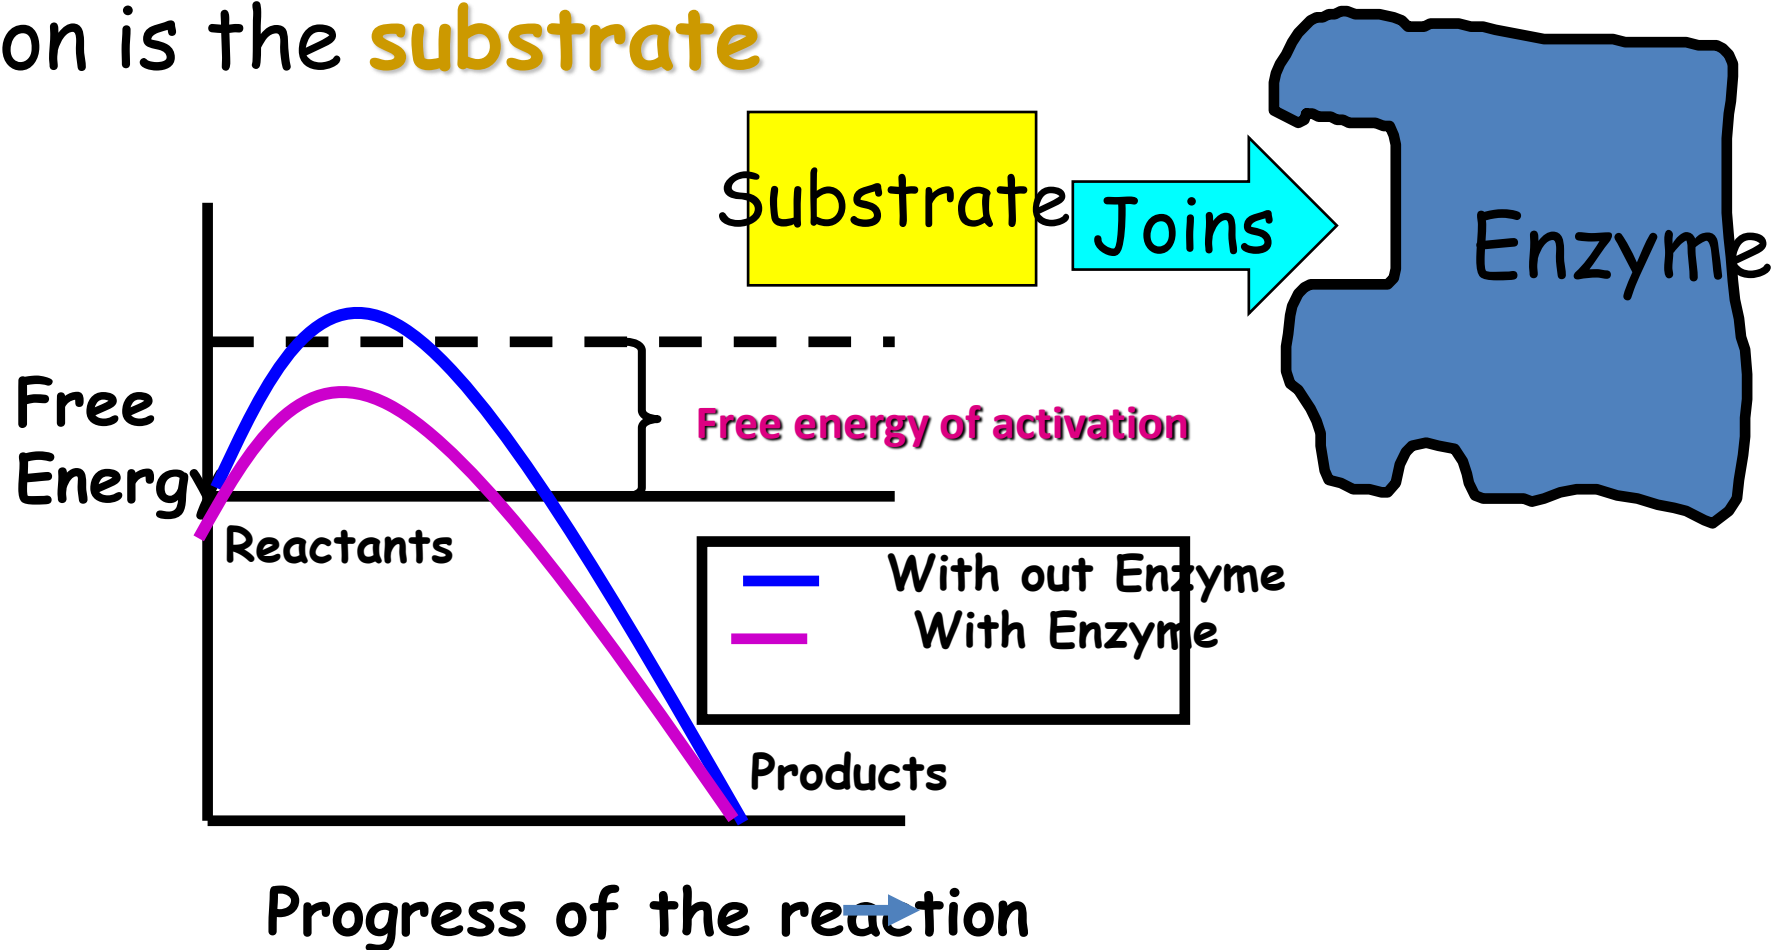 on is the substrate
Substrate
Joins
Enzyme
Free
Energy
Free energy of activation
Reactants
With out Enzyme
With Enzyme
Products
Progress of the reaction